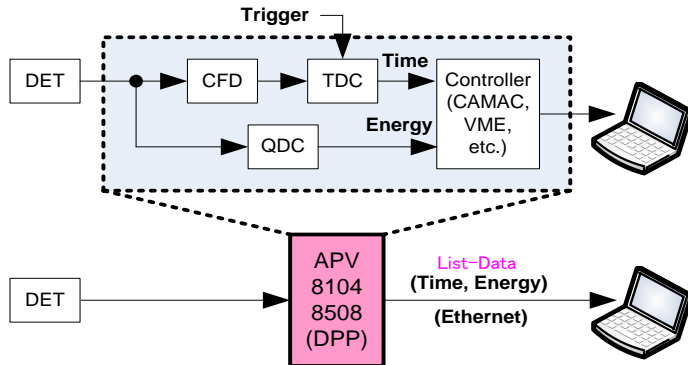 Trigger
DET
CFD
TDC
Time
Controller
(CAMAC,
VME,
etc.)
QDC
Energy
APV
8104
8508
(DPP)
DET
List-Data
(Time, Energy)
(Ethernet)